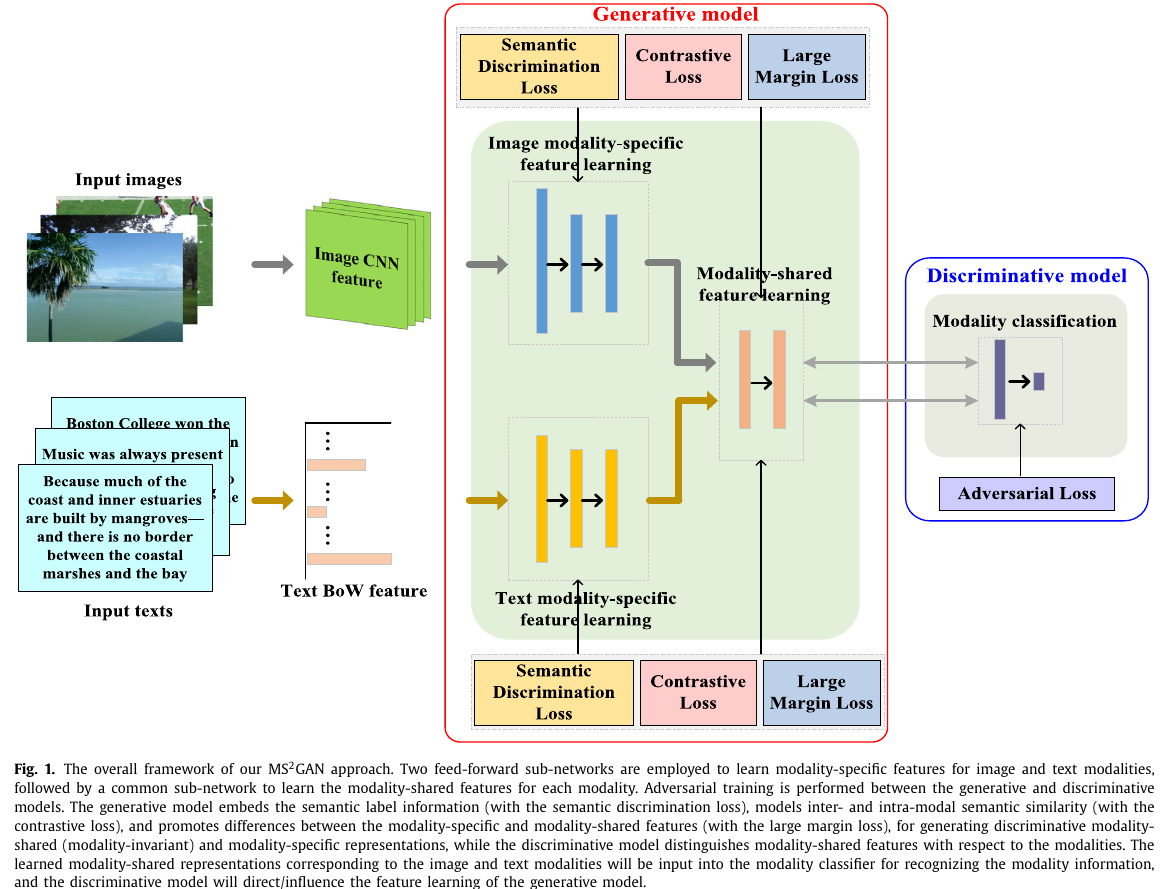 Generative model
Semantic
Discrimination
Loss
Contrastive
Loss
Large
Margin Loss
Image modality-specific
feature learning
Input images
Image CNN
feature
Modality-shared
feature learning
Discriminative model
Modality classification
Adversarial Loss
Boston College won the
n
Music was always present
o
g
e
Because much of the
coast and inner estuaries
are built by mangroves—
and there is no border
between the coastal
marshes and the bay
Input texts
Text BoW feature
Text modality-specific
feature learning
Semantic
Discrimination
Loss
Contrastive
Loss
Large
Margin Loss
Fig. 1. The overall framework of our MS²GAN approach. Two feed-forward sub-networks are employed to learn modality-specific features for image and text modalities,
followed by a common sub-network to learn the modality-shared features for each modality. Adversarial training is performed between the generative and discriminative
models. The generative model embeds the semantic label information (with the semantic discrimination loss), models inter- and intra-modal semantic similarity (with the
contrastive loss), and promotes differences between the modality-specific and modality-shared features (with the large margin loss), for generating discriminative modality-
shared (modality-invariant) and modality-specific representations, while the discriminative model distinguishes modality-shared features with respect to the modalities. The
learned modality-shared representations corresponding to the image and text modalities will be input into the modality classifier for recognizing the modality information,
and the discriminative model will direct/influence the feature learning of the generative model.